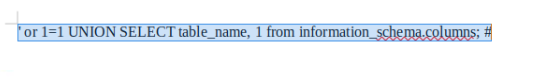 ' or 1=1 UNION SELECT table_name, 1 from information_schema.columns; #